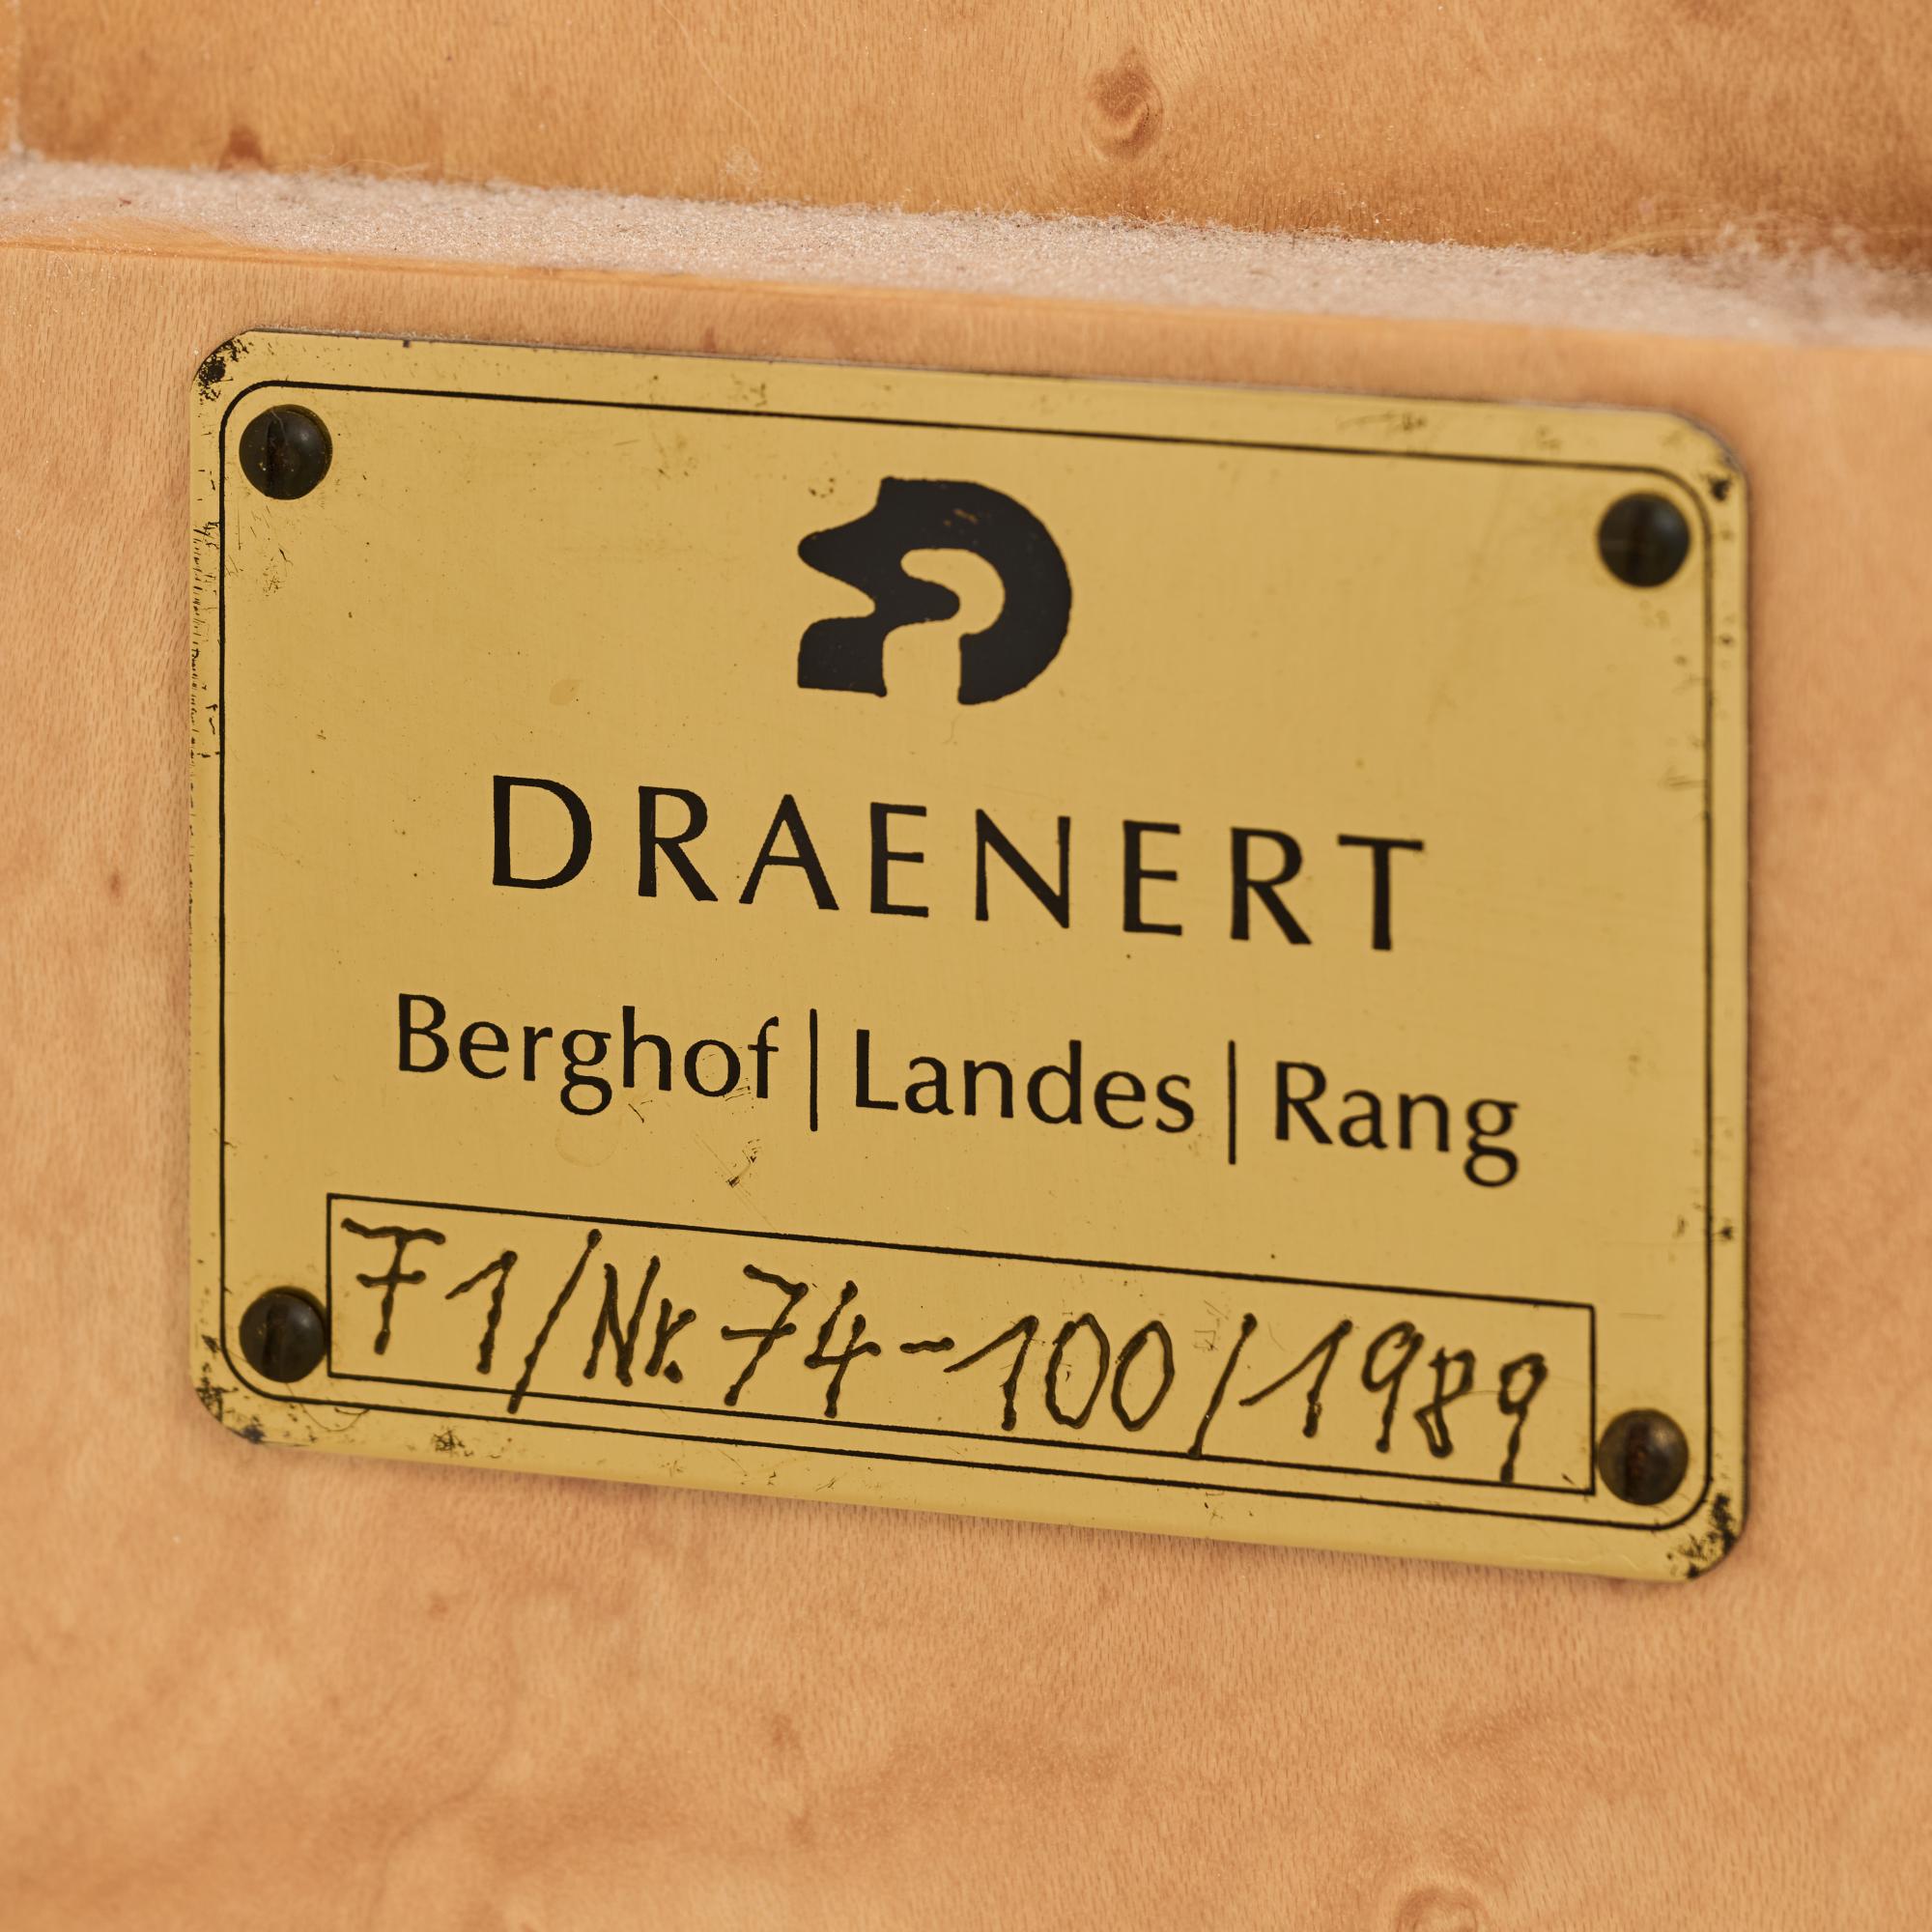 DRAENERT
Berghof|Landes|Rang
F1/Nr.74-100/1989